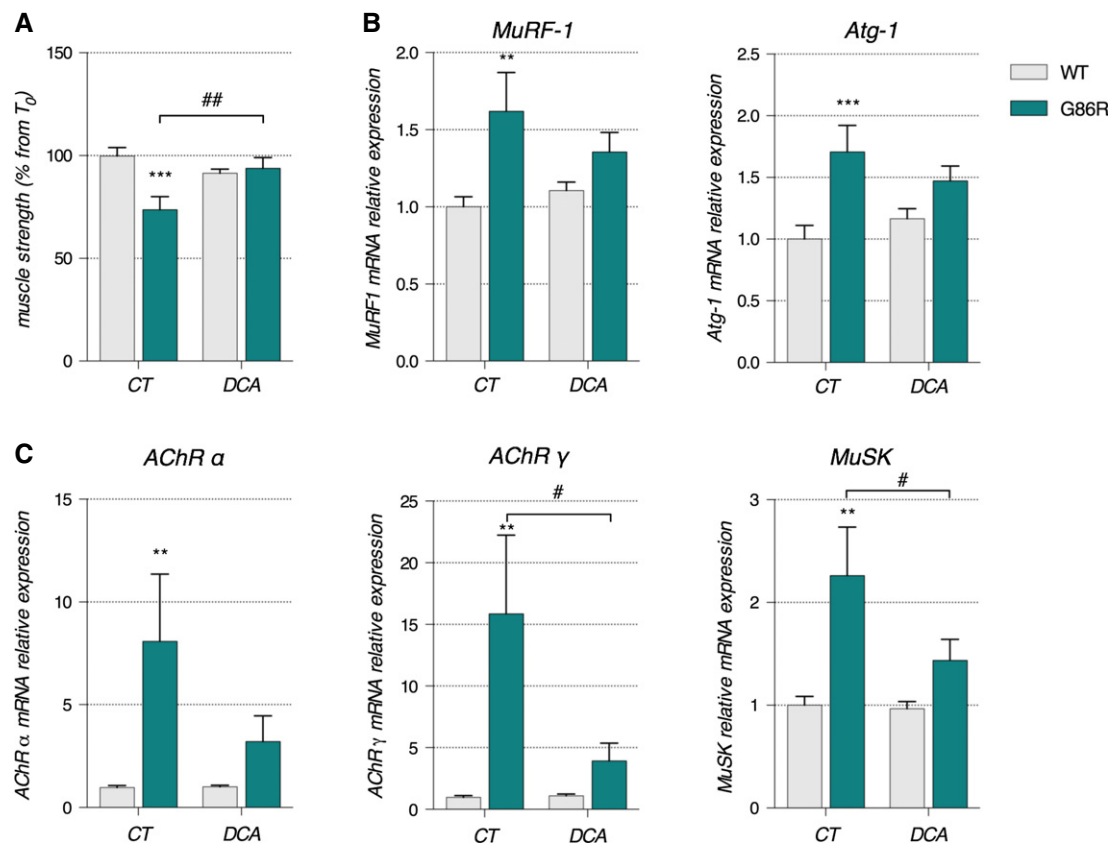 A
150
100
50
0
muscle strength (% from T0)
***
##
CT
DCA
B
MuRF-1
2.0
1.5
1.0
0.5
0.0
MuRF1 mRNA relative expression
**
CT
DCA
Atg-1
2.5
2.0
1.5
1.0
0.5
0.0
Atg-1 mRNA relative expression
***
CT
DCA
WT
G86R
C
AChR α
15
10
5
0
AChR α mRNA relative expression
**
CT
DCA
AChR γ
25
20
15
10
5
0
AChR γ mRNA relative expression
#
**
CT
DCA
MuSK
3
2
1
0
MuSK relative mRNA expression
#
**
CT
DCA